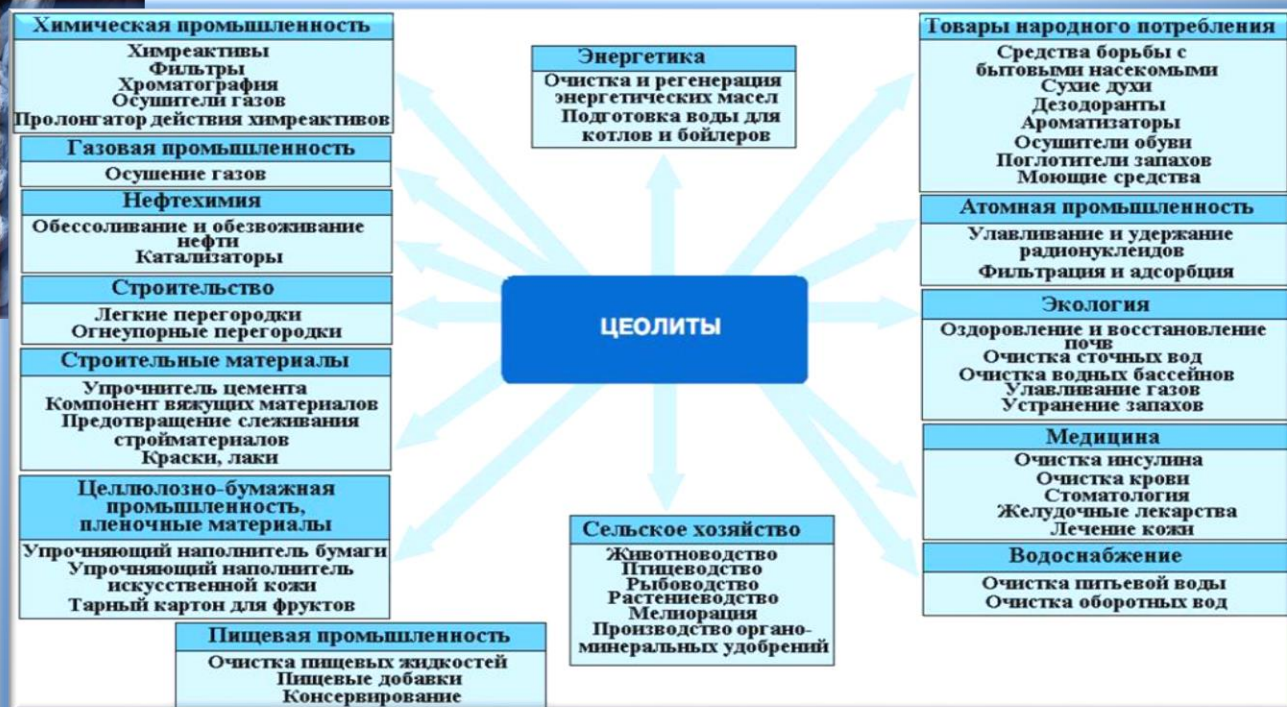 Химическая промышленность
Химреактивы
Фильтры
Хроматография
Осушители газов
Пролонгатор действия химреактивов
Газовая промышленность
Осушение газов
Нефтехимия
Обессоливание и обезвоживание
нефти
Катализаторы
Строительство
Легкие перегородки
Огнеупорные перегородки
Строительные материалы
Упрочнитель цемента
Компонент вяжущих материалов
Предотвращение слеживания
стройматериалов
Краски, лаки
Целлюлозно-бумажная
промышленность,
пленочные материалы
Упрочняющий наполнитель бумаги
Упрочняющий наполнитель
искусственной кожи
Тарный картон для фруктов
Пищевая промышленность
Очистка пищевых жидкостей
Пищевые добавки
Консервирование
Энергетика
Очистка и регенерация
энергетических масел
Подготовка воды для
котлов и бойлеров
ЦЕОЛИТЫ
Сельское хозяйство
Животноводство
Птицеводство
Рыбоводство
Растениеводство
Мелиорация
Производство органо-
минеральных удобрений
Товары народного потребления
Средства борьбы с
бытовыми насекомыми
Сухие духи
Дезодоранты
Ароматизаторы
Осушители обуви
Поглотители запахов
Моющие средства
Атомная промышленность
Улавливание и удержание
радионуклеидов
Фильтрация и адсорбция
Экология
Оздоровление и восстановление
почв
Очистка сточных вод
Очистка водных бассейнов
Улавливание газов
Устранение запахов
Медицина
Очистка инсулина
Очистка крови
Стоматология
Желудочные лекарства
Лечение кожи
Водоснабжение
Очистка питьевой воды
Очистка оборотных вод